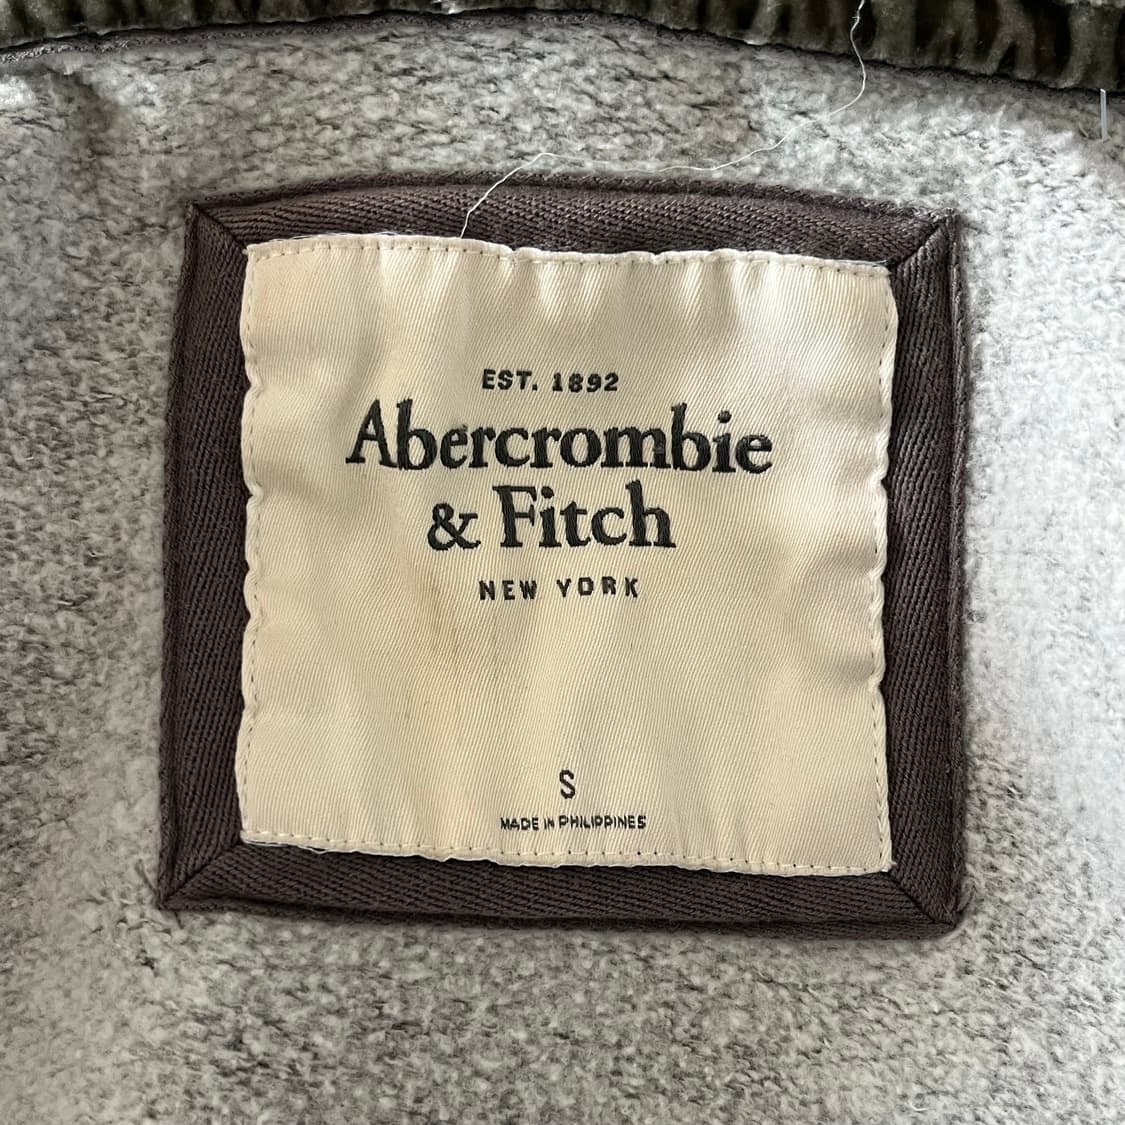 EST. 1892
Abercrombie
& Fitch
NEW YORK
S
MADE IN PHILIPPINES